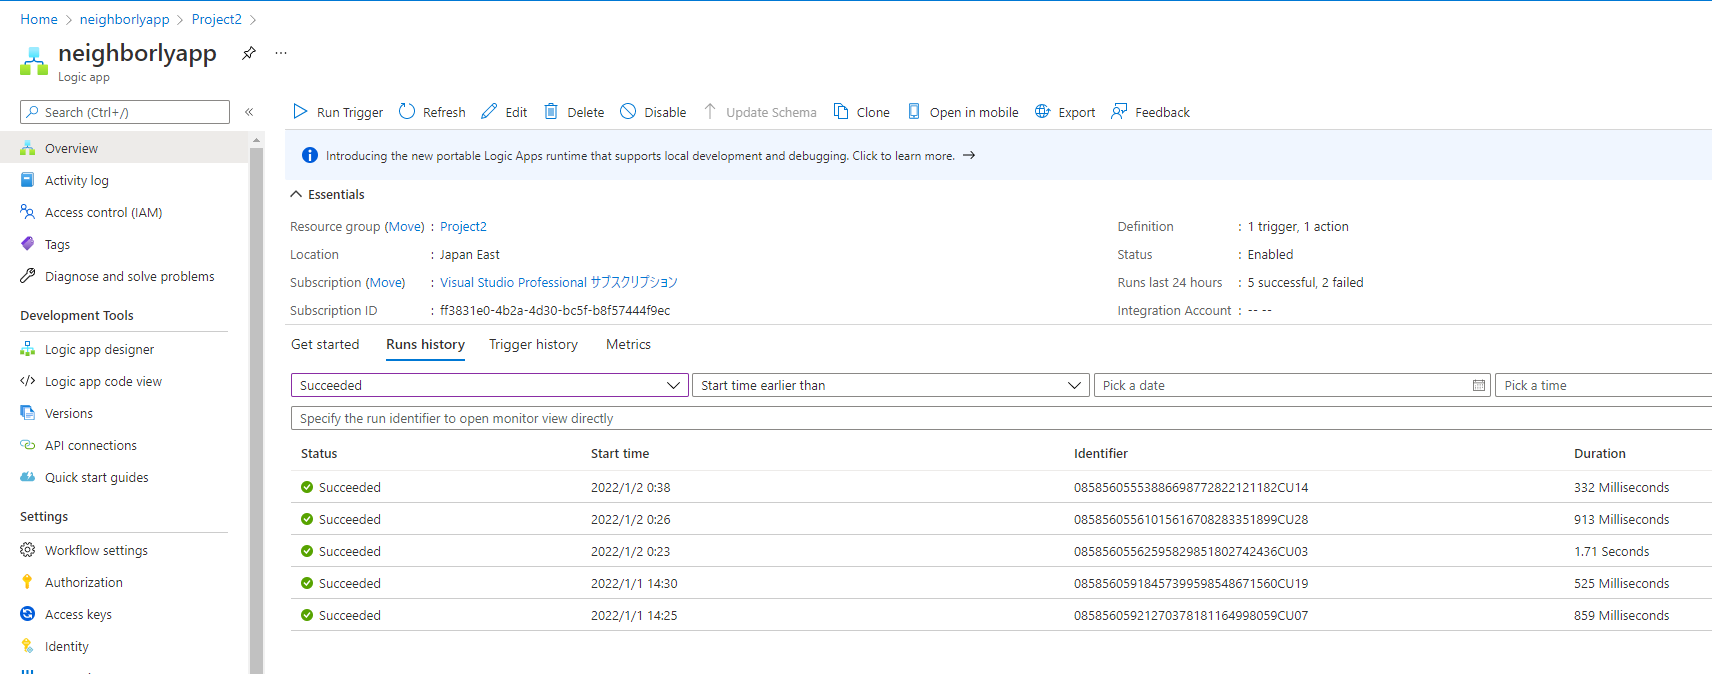 Home > neighborlyapp > Project2 >
neighborlyapp
Logic app
Search (Ctrl+/)
Overview
Activity log
Access control (IAM)
Tags
Diagnose and solve problems
Development Tools
Logic app designer
Logic app code view
Versions
API connections
Quick start guides
Settings
Workflow settings
Authorization
Access keys
Identity
Run Trigger Refresh Edit Delete Disable Update Schema Clone Open in mobile Export Feedback
Introducing the new portable Logic Apps runtime that supports local development and debugging. Click to learn more. →
Essentials
Resource group (Move) : Project2
Location : Japan East
Subscription (Move) : Visual Studio Professional サブスクリプション
Subscription ID : ff3831e0-4b2a-4d30-bc5f-b8f57444f9ec
Definition : 1 trigger, 1 action
Status : Enabled
Runs last 24 hours : 5 successful, 2 failed
Integration Account : -- --
Get started Runs history Trigger history Metrics
Succeeded Start time earlier than Pick a date Pick a time
Specify the run identifier to open monitor view directly
Status Start time Identifier Duration
Succeeded 2022/1/2 0:38 08585605553886698772822121182CU14 332 Milliseconds
Succeeded 2022/1/2 0:26 08585605561015616708283351899CU28 913 Milliseconds
Succeeded 2022/1/2 0:23 08585605562595829851802742436CU03 1.71 Seconds
Succeeded 2022/1/1 14:30 08585605918457399598548671560CU19 525 Milliseconds
Succeeded 2022/1/1 14:25 08585605921270378181164998059CU07 859 Milliseconds